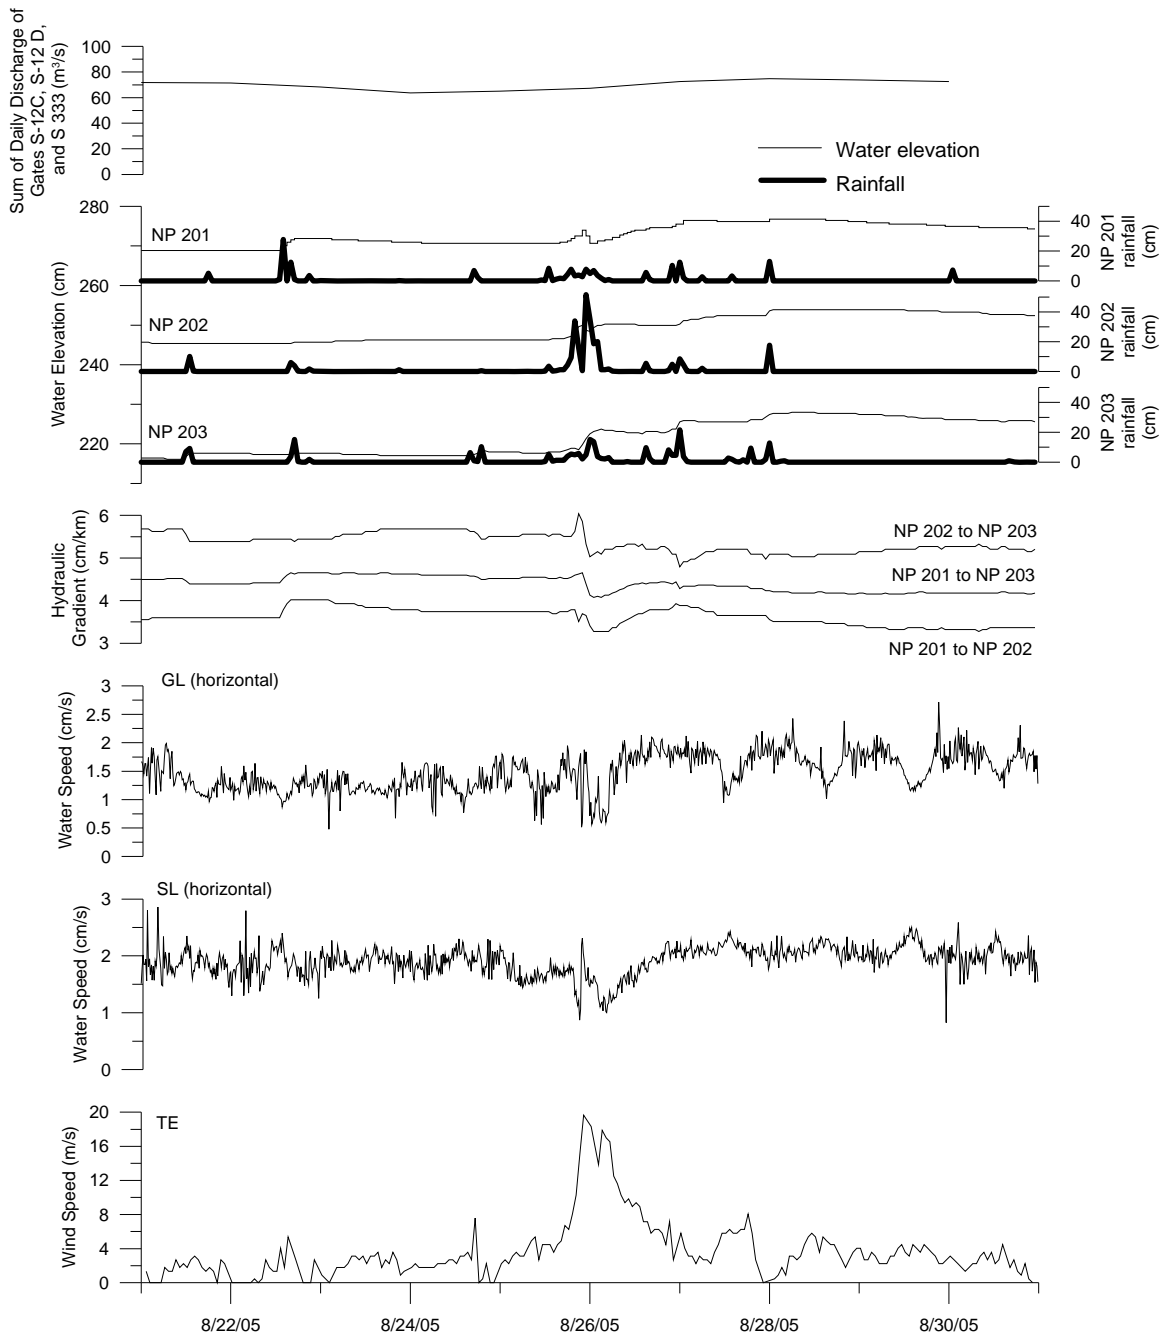 Sum of Daily Discharge of
Gates S-12C, S-12 D,
and S 333 (m³/s)
100
80
60
40
20
0
Water elevation
Rainfall
Water Elevation (cm)
280
260
240
220
NP 201
NP 202
NP 203
40
20
0
NP 201
rainfall
(cm)
40
20
0
NP 202
rainfall
(cm)
40
20
0
NP 203
rainfall
(cm)
Hydraulic
Gradient (cm/km)
6
5
4
3
NP 202 to NP 203
NP 201 to NP 203
NP 201 to NP 202
GL (horizontal)
Water Speed (cm/s)
3
2.5
2
1.5
1
0.5
0
SL (horizontal)
Water Speed (cm/s)
3
2
1
0
TE
Wind Speed (m/s)
20
16
12
8
4
0
8/22/05 8/24/05 8/26/05 8/28/05 8/30/05